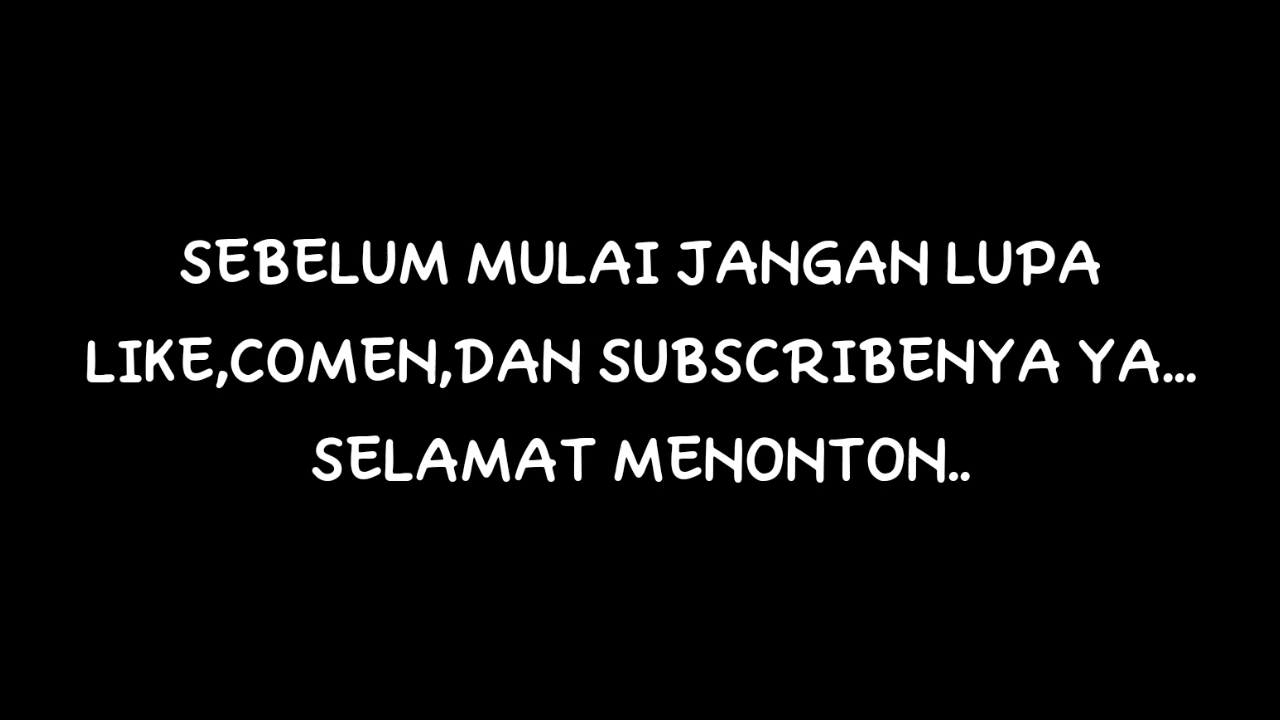 SEBELUM MULAI JANGAN LUPA
LIKE,COMEN,DAN SUBSCRIBENYA YA...
SELAMAT MENONTON..